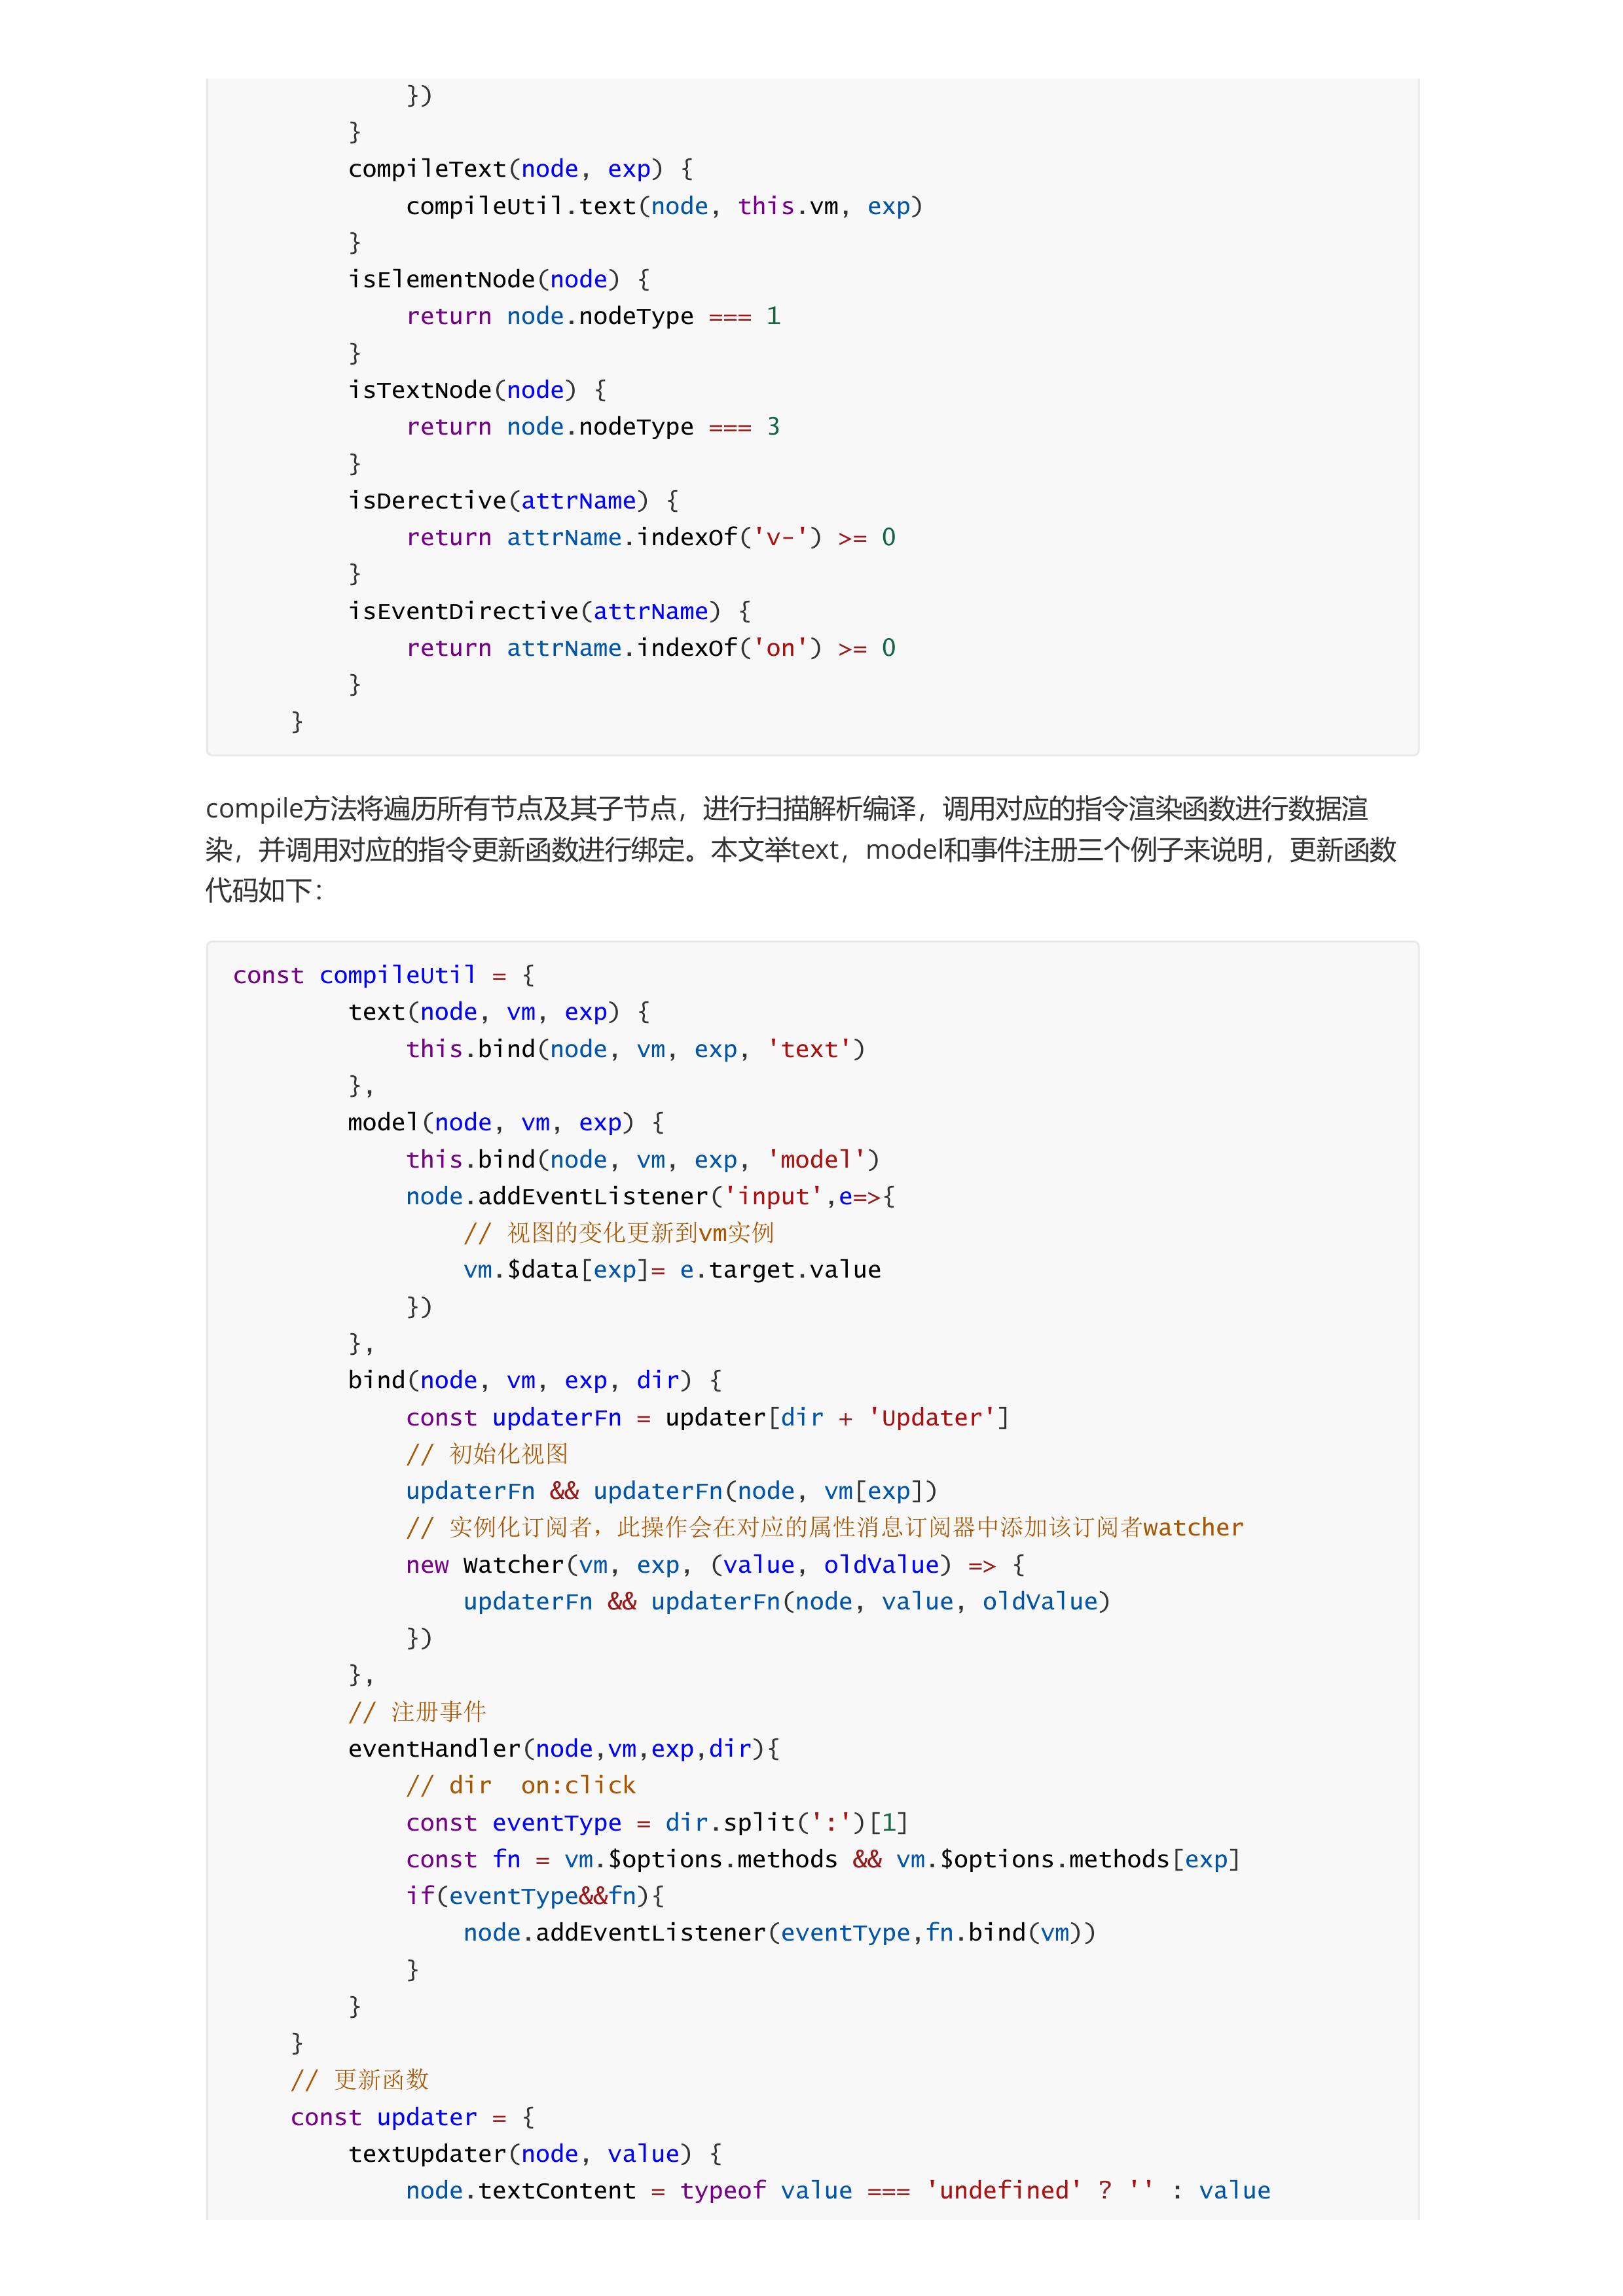 })
        }
        compileText(node, exp) {
            compileUtil.text(node, this.vm, exp)
        }
        isElementNode(node) {
            return node.nodeType === 1
        }
        isTextNode(node) {
            return node.nodeType === 3
        }
        isDerective(attrName) {
            return attrName.indexOf('v-') >= 0
        }
        isEventDirective(attrName) {
            return attrName.indexOf('on') >= 0
        }
    }
compile方法将遍历所有节点及其子节点，进行扫描解析编译，调用对应的指令渲染函数进行数据渲
染，并调用对应的指令更新函数进行绑定。本文举text，model和事件注册三个例子来说明，更新函数
代码如下：
const compileUtil = {
        text(node, vm, exp) {
            this.bind(node, vm, exp, 'text')
        },
        model(node, vm, exp) {
            this.bind(node, vm, exp, 'model')
            node.addEventListener('input',e=>{
                // 视图的变化更新到vm实例
                vm.$data[exp]= e.target.value
            })
        },
        bind(node, vm, exp, dir) {
            const updaterFn = updater[dir + 'Updater']
            // 初始化视图
            updaterFn && updaterFn(node, vm[exp])
            // 实例化订阅者，此操作会在对应的属性消息订阅器中添加该订阅者watcher
            new Watcher(vm, exp, (value, oldValue) => {
                updaterFn && updaterFn(node, value, oldValue)
            })
        },
        // 注册事件
        eventHandler(node,vm,exp,dir){
            // dir  on:click
            const eventType = dir.split(':')[1]
            const fn = vm.$options.methods && vm.$options.methods[exp]
            if(eventType&&fn){
                node.addEventListener(eventType,fn.bind(vm))
            }
        }
    }
    // 更新函数
    const updater = {
        textUpdater(node, value) {
            node.textContent = typeof value === 'undefined' ? '' : value